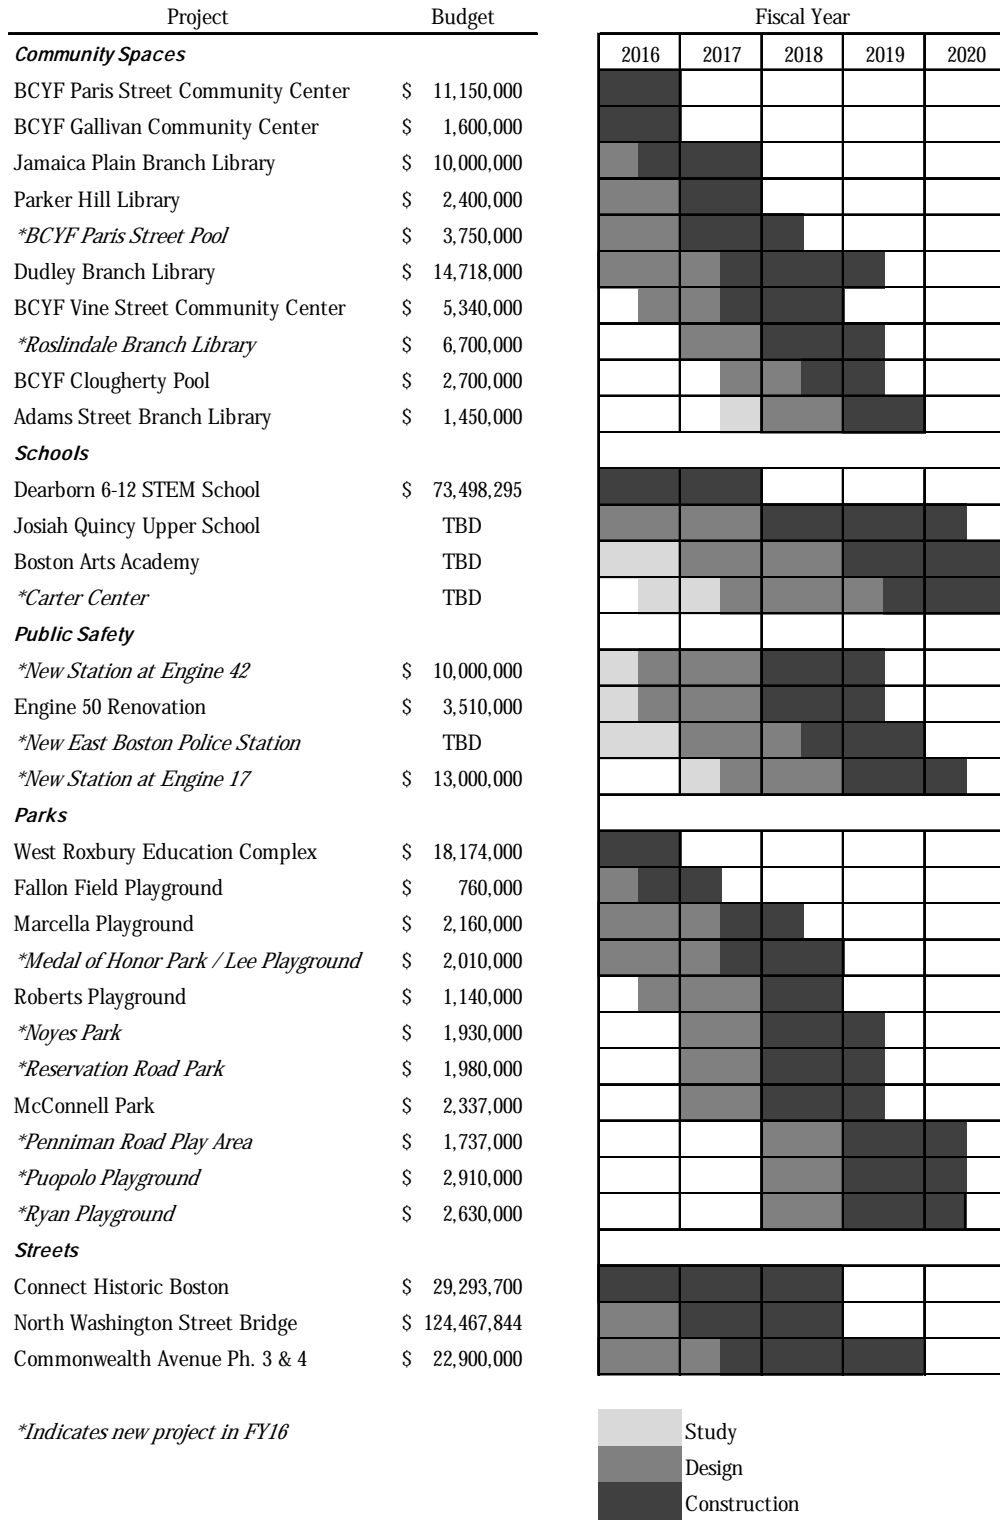 Project Budget Fiscal Year
Community Spaces 2016 2017 2018 2019 2020
BCYF Paris Street Community Center $ 11,150,000
BCYF Gallivan Community Center $ 1,600,000
Jamaica Plain Branch Library $ 10,000,000
Parker Hill Library $ 2,400,000
*BCYF Paris Street Pool $ 3,750,000
Dudley Branch Library $ 14,718,000
BCYF Vine Street Community Center $ 5,340,000
*Roslindale Branch Library $ 6,700,000
BCYF Clougherty Pool $ 2,700,000
Adams Street Branch Library $ 1,450,000
Schools
Dearborn 6-12 STEM School $ 73,498,295
Josiah Quincy Upper School TBD
Boston Arts Academy TBD
*Carter Center TBD
Public Safety
*New Station at Engine 42 $ 10,000,000
Engine 50 Renovation $ 3,510,000
*New East Boston Police Station TBD
*New Station at Engine 17 $ 13,000,000
Parks
West Roxbury Education Complex $ 18,174,000
Fallon Field Playground $ 760,000
Marcella Playground $ 2,160,000
*Medal of Honor Park / Lee Playground $ 2,010,000
Roberts Playground $ 1,140,000
*Noyes Park $ 1,930,000
*Reservation Road Park $ 1,980,000
McConnell Park $ 2,337,000
*Penniman Road Play Area $ 1,737,000
*Puopolo Playground $ 2,910,000
*Ryan Playground $ 2,630,000
Streets
Connect Historic Boston $ 29,293,700
North Washington Street Bridge $ 124,467,844
Commonwealth Avenue Ph. 3 & 4 $ 22,900,000
*Indicates new project in FY16 Study
Design
Construction